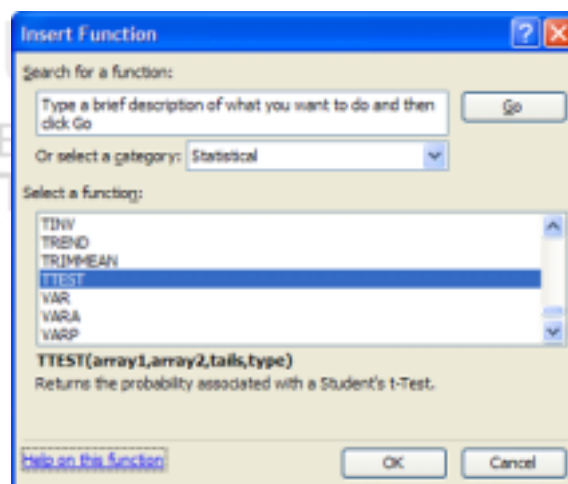 Insert Function
Search for a function:
Type a brief description of what you want to do and then
click Go
Go
Or select a category: Statistical
Select a function:
TINV
TREND
TRIMMEAN
TTEST
VAR
VARA
VARP
TTEST(array1,array2,tails,type)
Returns the probability associated with a Student's t-Test.
Help on this function
OK
Cancel